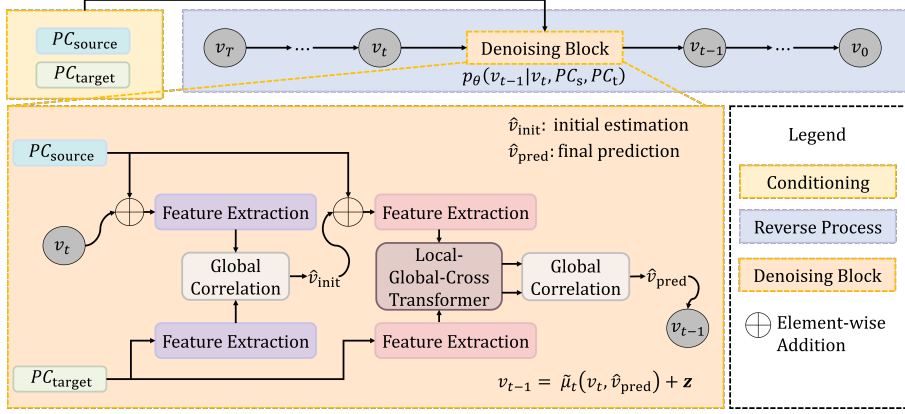 PC_source
PC_target
v_T
...
v_t
Denoising Block
v_{t−1}
...
v_0
p_θ(v_{t−1}|v_t, PC_s, PC_t)
v̂_init: initial estimation
v̂_pred: final prediction
PC_source
v_t
Feature Extraction
Global
Correlation
v̂_init
Feature Extraction
Feature Extraction
Local-
Global-Cross
Transformer
Feature Extraction
Global
Correlation
v̂_pred
v_{t−1}
PC_target
v_{t−1} = μ̃_t(v_t, v̂_pred) + z
Legend
Conditioning
Reverse Process
Denoising Block
Element-wise
Addition